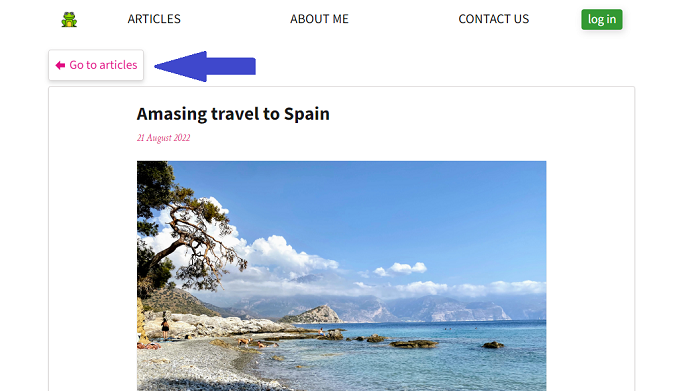 ARTICLES ABOUT ME CONTACT US log in
Go to articles
Amasing travel to Spain
21 August 2022